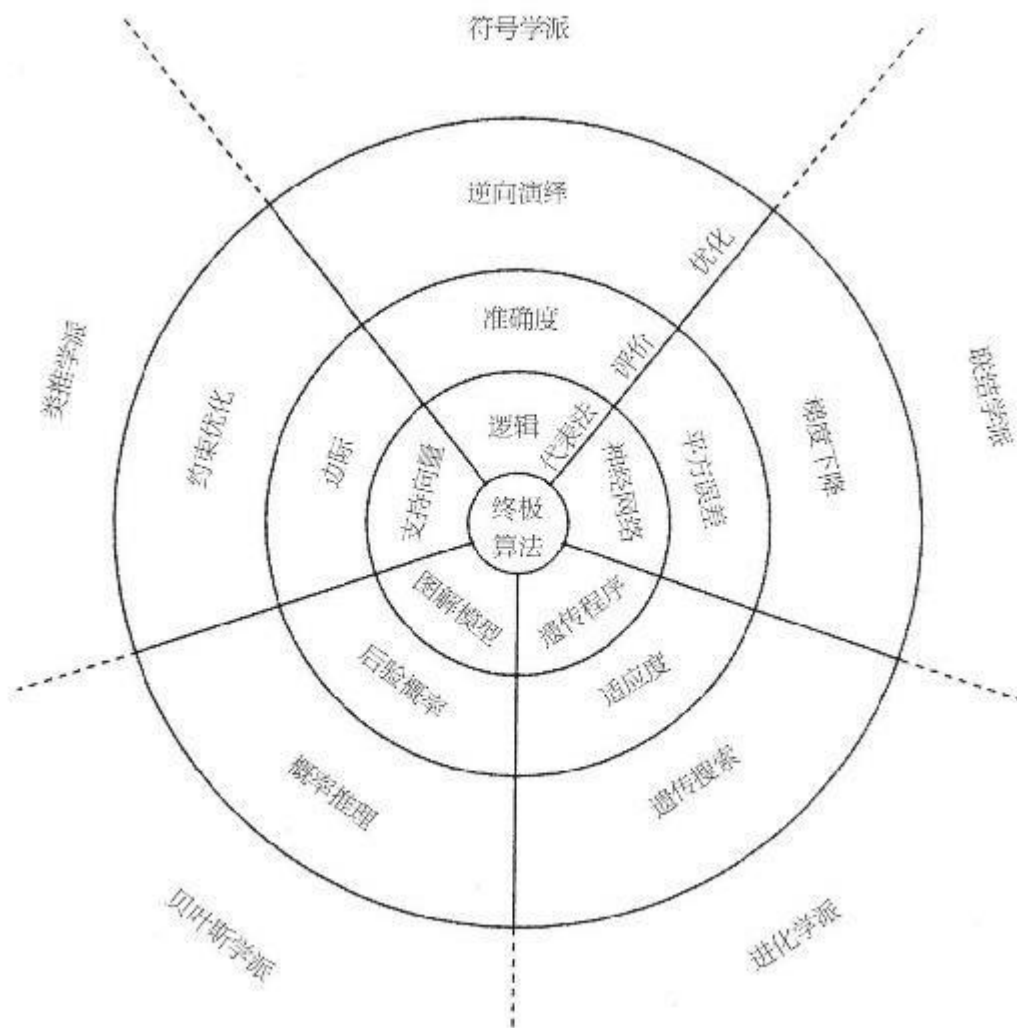 符号学派
逆向演绎
优化
准确度
评价
逻辑
代表法
类推学派
约束优化
边际
支持向量
终极
算法
神经网络
平方误差
梯度下降
联结学派
图解模型
遗传程序
后验概率
适应度
概率推理
遗传搜索
贝叶斯学派
进化学派